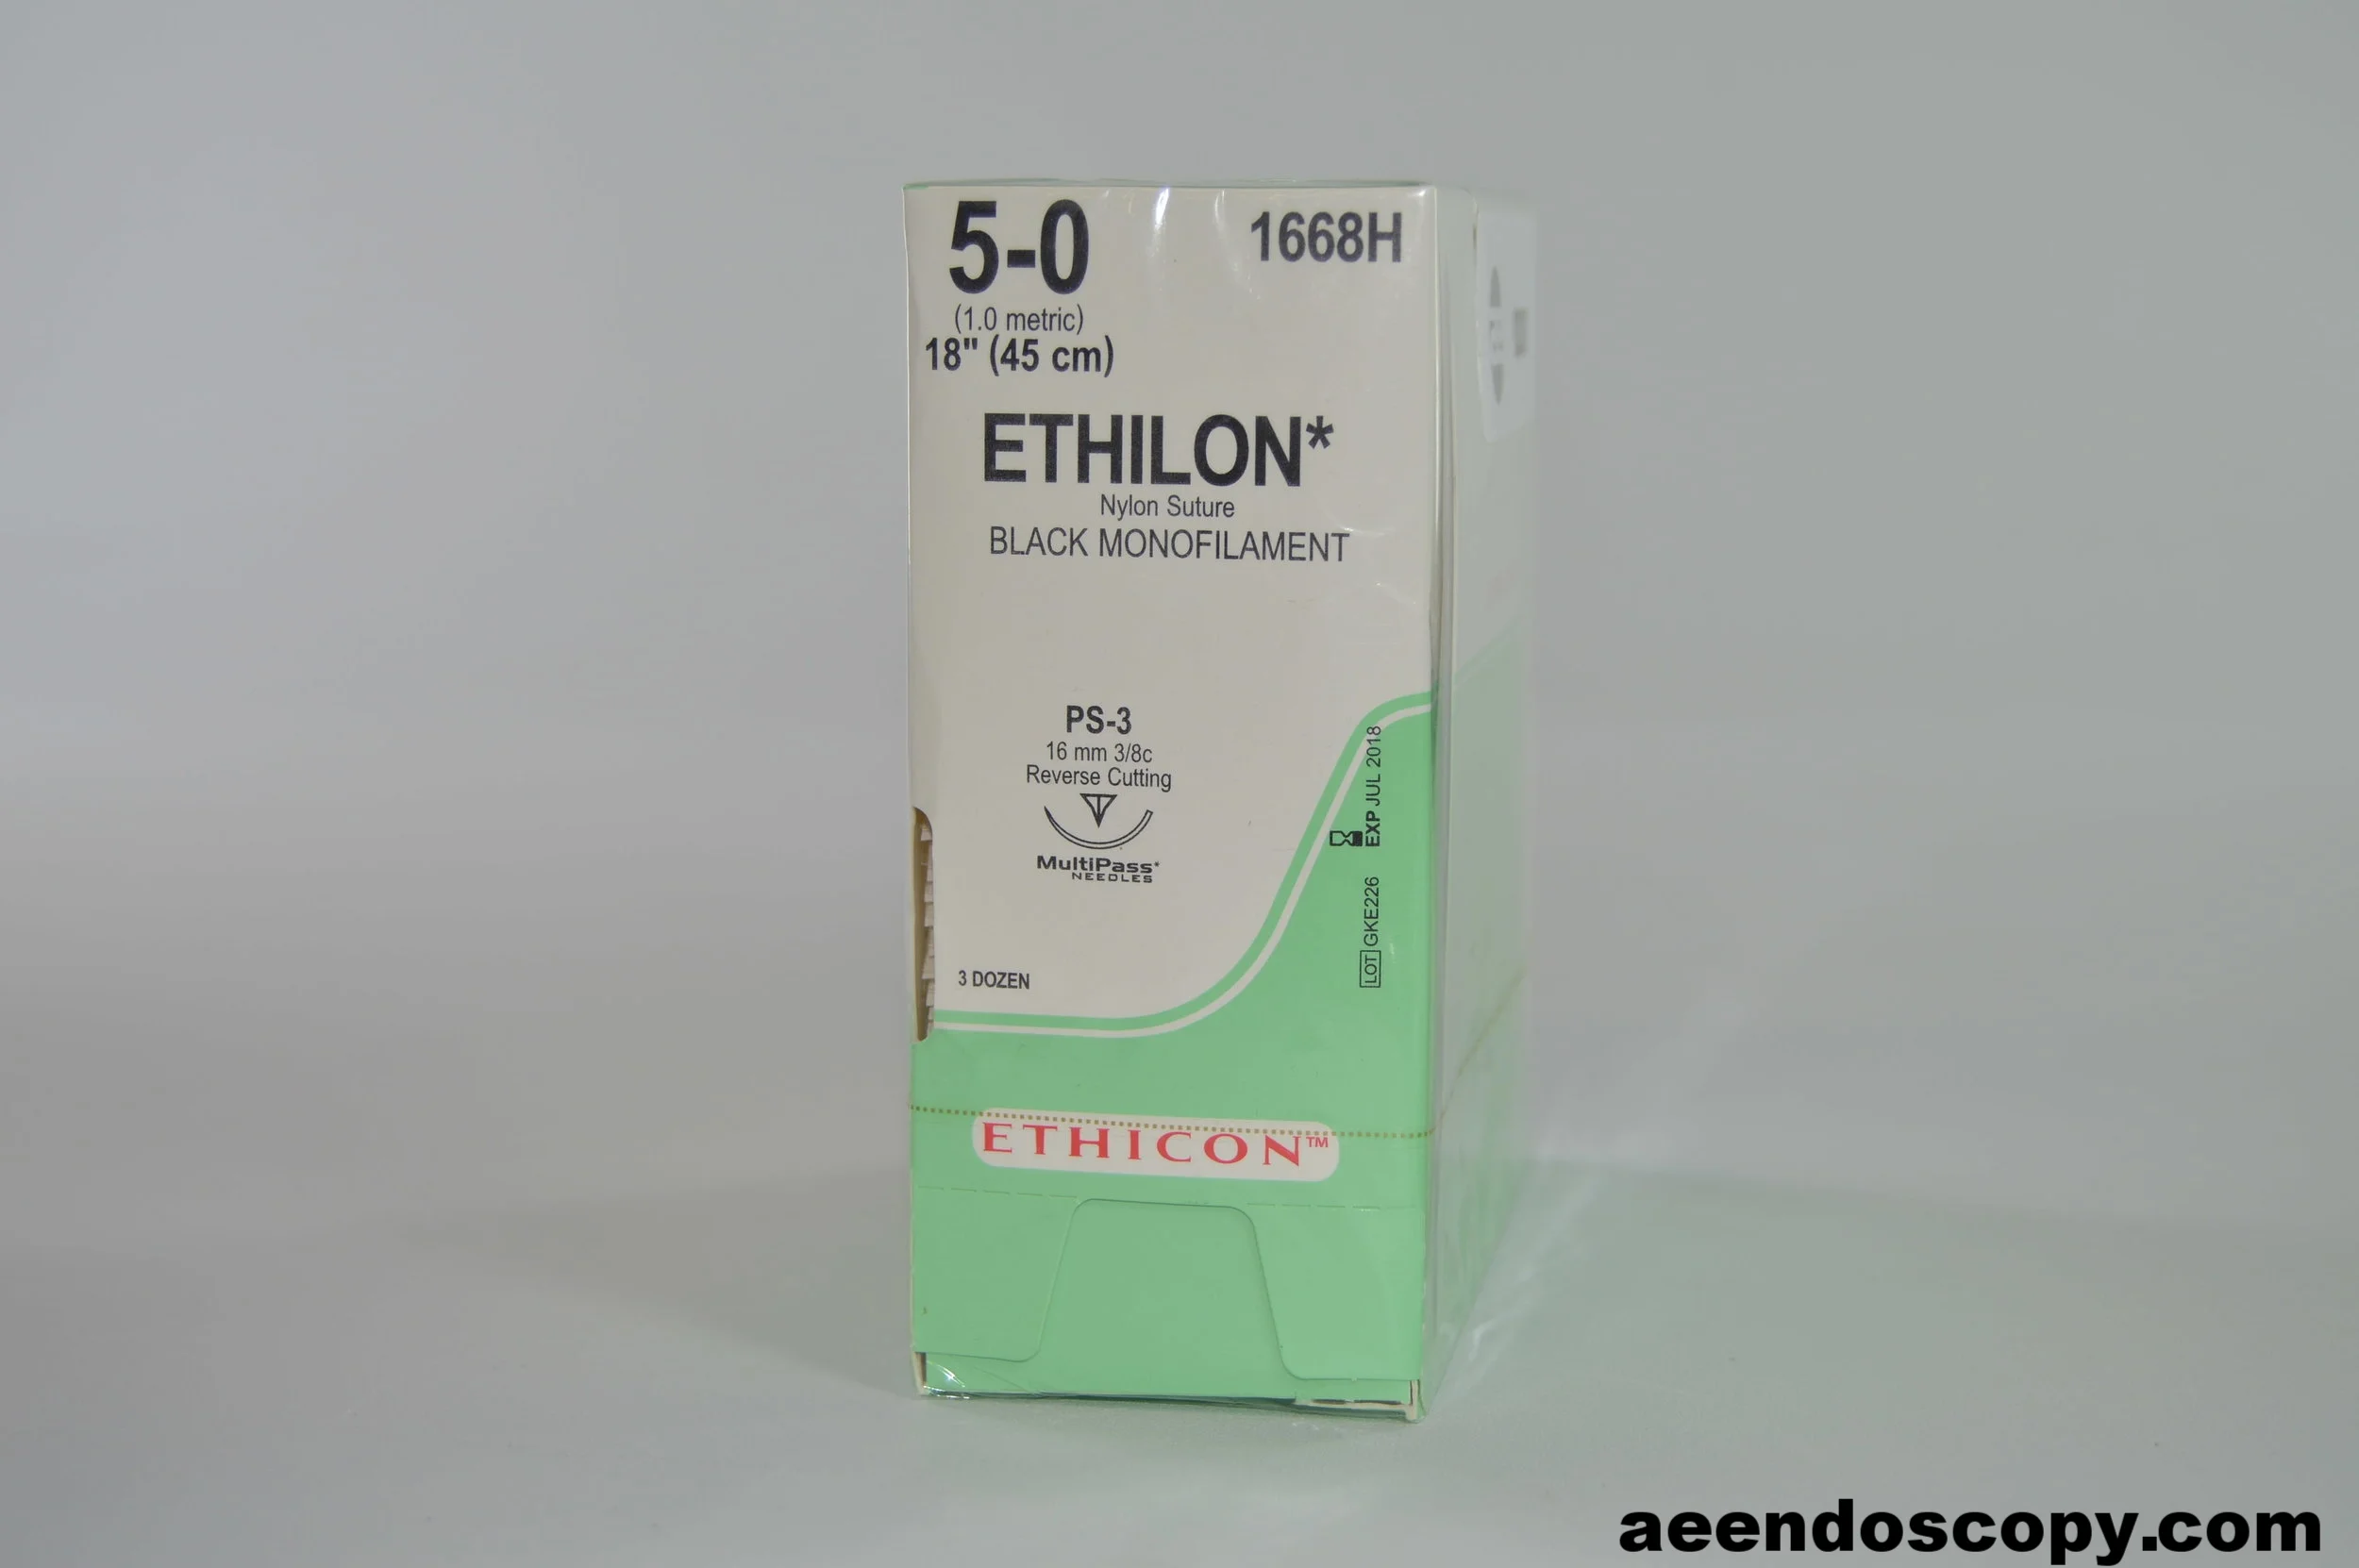 5-0
1668H
(1.0 metric)
18" (45 cm)
ETHILON*
Nylon Suture
BLACK MONOFILAMENT
PS-3
16 mm 3/8c
Reverse Cutting
MultiPass*
NEEDLES
EXP JUL 2018
LOT GKE226
3 DOZEN
ETHICON™
aeendoscopy.com